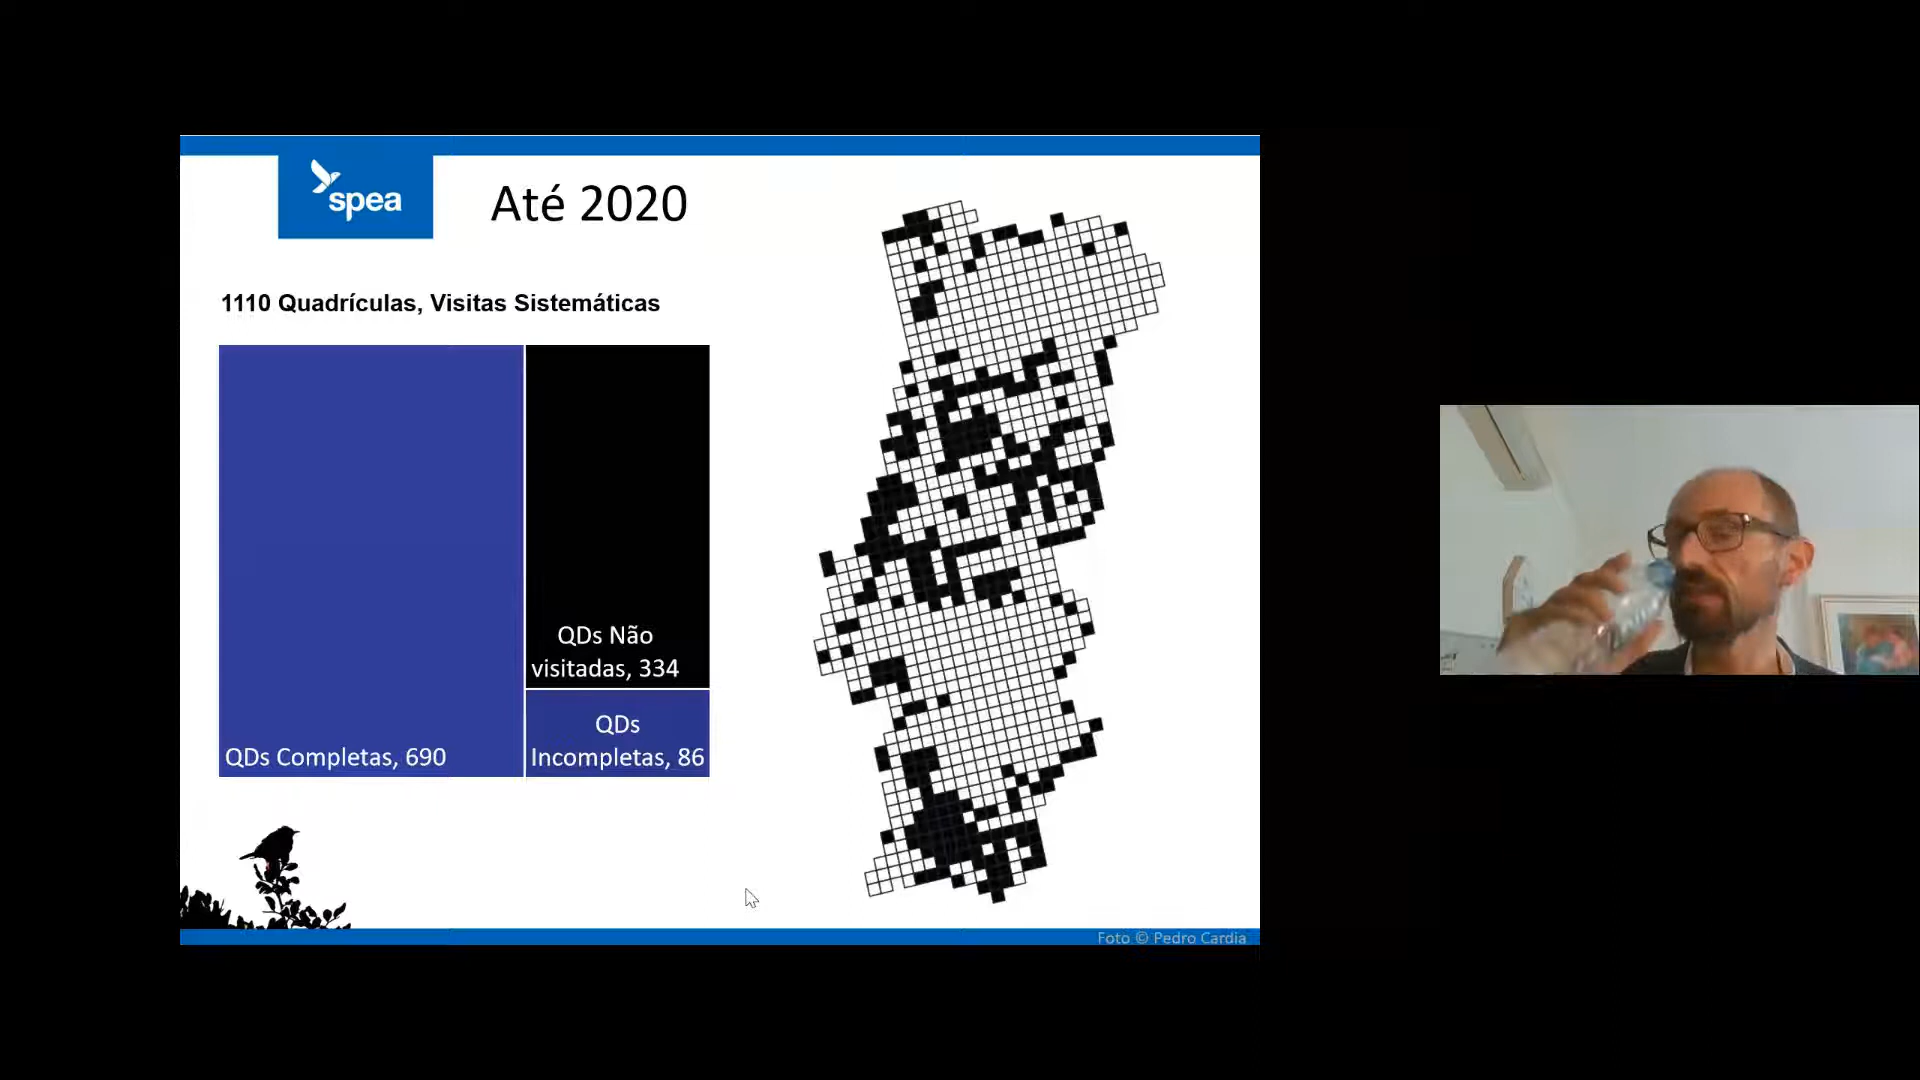 spea
Até 2020
1110 Quadrículas, Visitas Sistemáticas
QDs Não
visitadas, 334
QDs
QDs Completas, 690
Incompletas, 86
Foto © Pedro Cardia